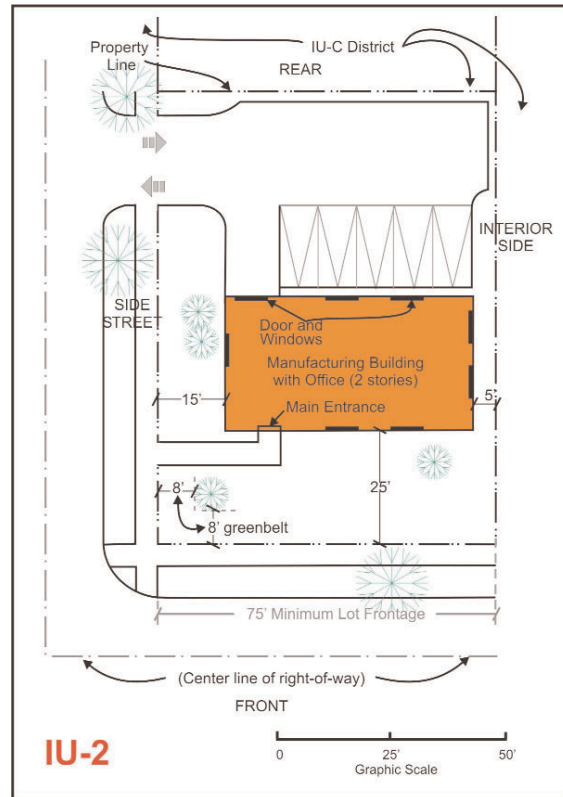 IU-C District
Property
Line
REAR
INTERIOR
SIDE
SIDE
STREET
Door and
Windows
Manufacturing Building
with Office (2 stories)
15'
5'
Main Entrance
8'
25'
8' greenbelt
75' Minimum Lot Frontage
(Center line of right-of-way)
FRONT
IU-2
0
25'
50'
Graphic Scale